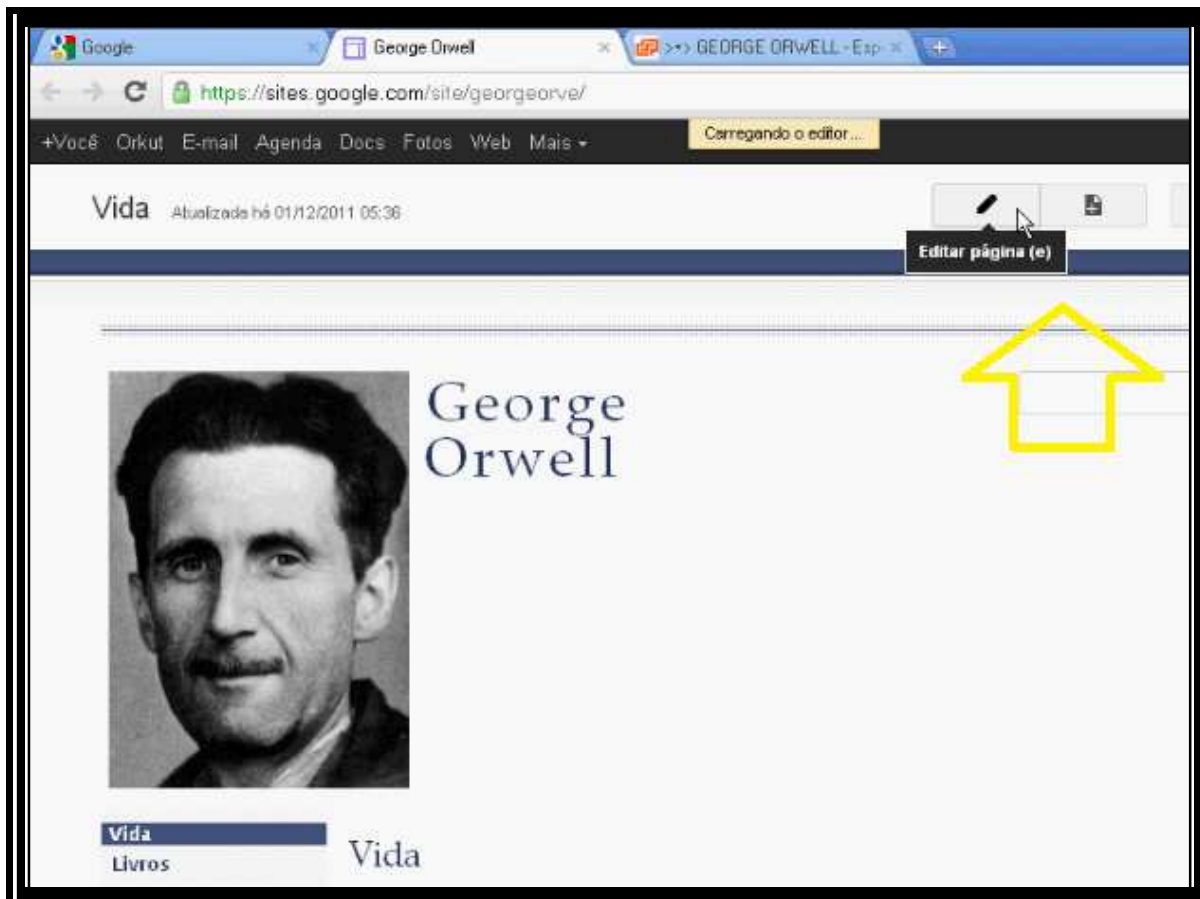 Google
George Orwell
>•> GEORGE ORWELL - Esp
https://sites.google.com/site/georgeorve/
+Você Orkut E-mail Agenda Docs Fotos Web Mais
Carregando o editor...
Vida Atualizada há 01/12/2011 05:36
Editar página (e)
George
Orwell
Vida
Livros
Vida